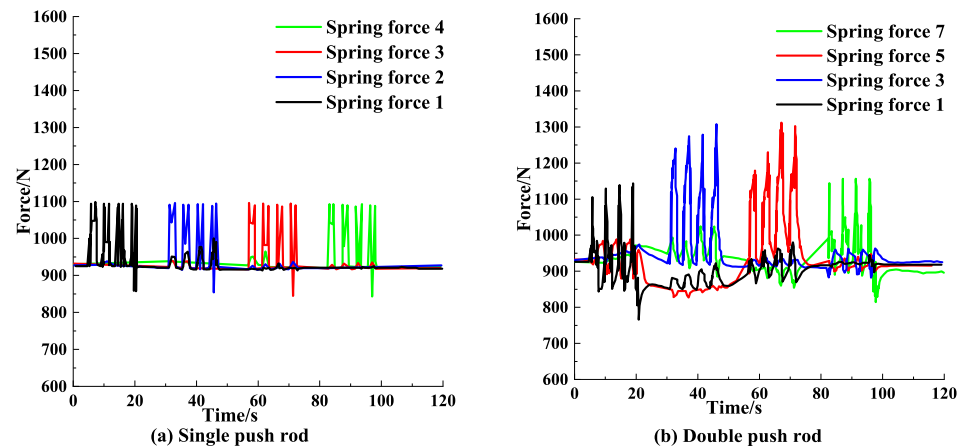 1600
1500
1400
1300
1200
1100
1000
900
800
700
600
Force/N
Spring force 4
Spring force 3
Spring force 2
Spring force 1
0 20 40 60 80 100 120
Time/s
(a) Single push rod
1600
1500
1400
1300
1200
1100
1000
900
800
700
600
Force/N
Spring force 7
Spring force 5
Spring force 3
Spring force 1
0 20 40 60 80 100 120
Time/s
(b) Double push rod